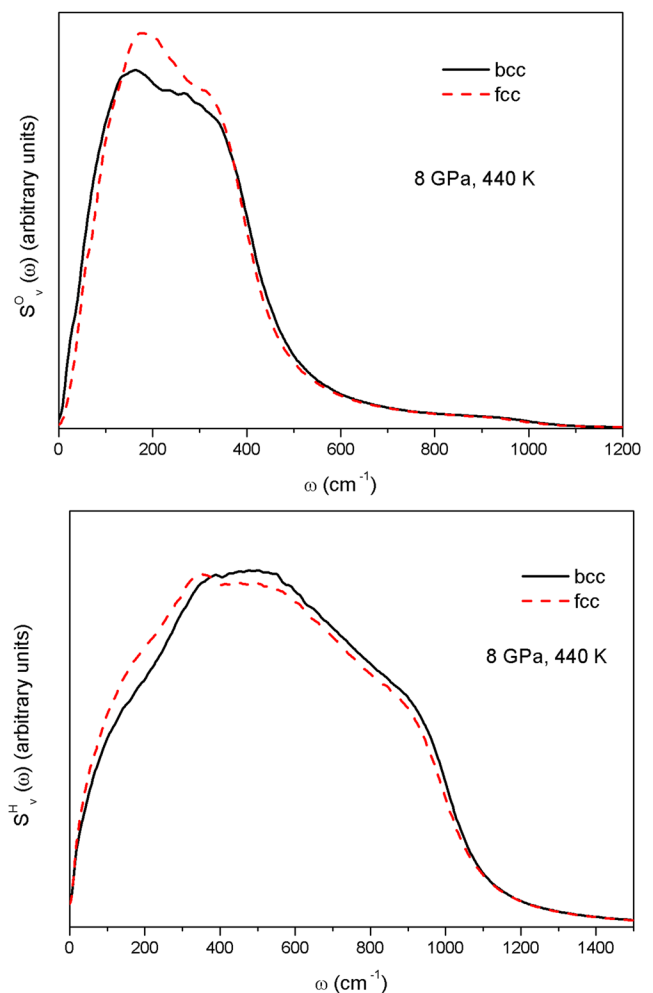 bcc
fcc
8 GPa, 440 K
S^O_v (ω) (arbitrary units)
0 200 400 600 800 1000 1200
ω (cm^-1)
bcc
fcc
8 GPa, 440 K
S^H_v (ω) (arbitrary units)
0 200 400 600 800 1000 1200 1400
ω (cm^-1)